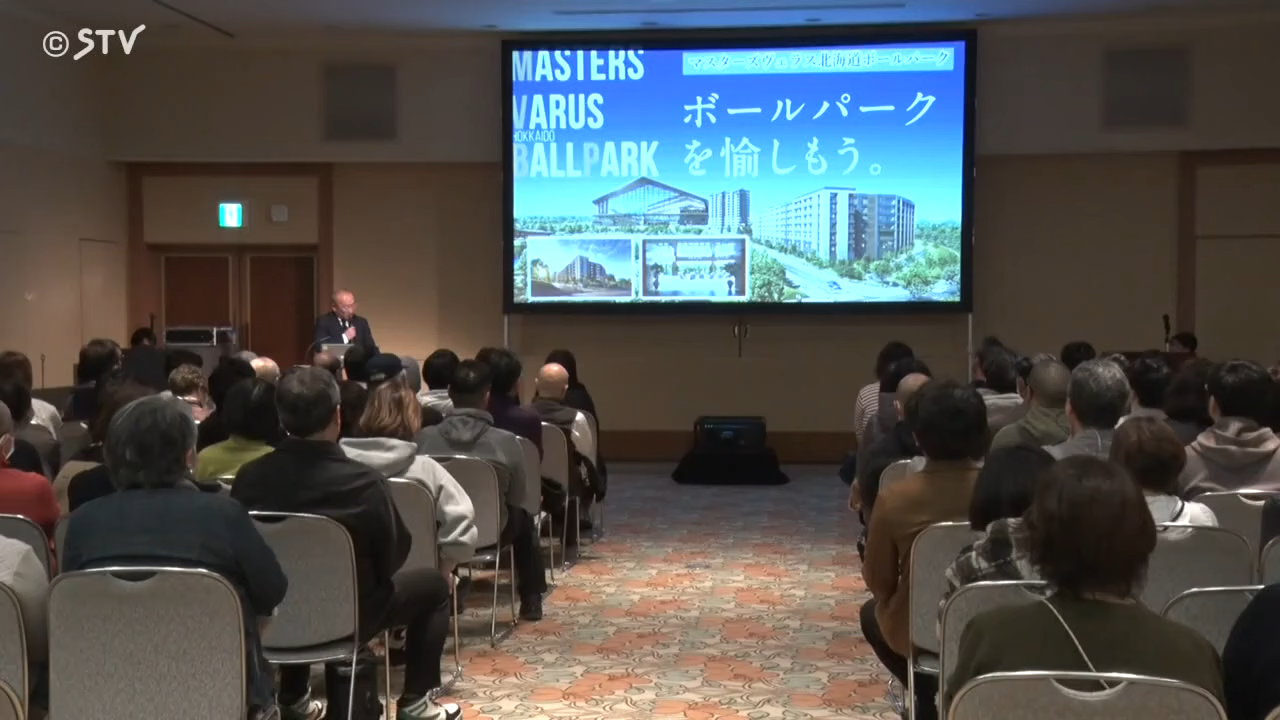 © STV
MASTERS
VARUS
HOKKAIDO
BALLPARK
マスターズヴェラス北海道ボールパーク
ボールパーク
を愉しもう。